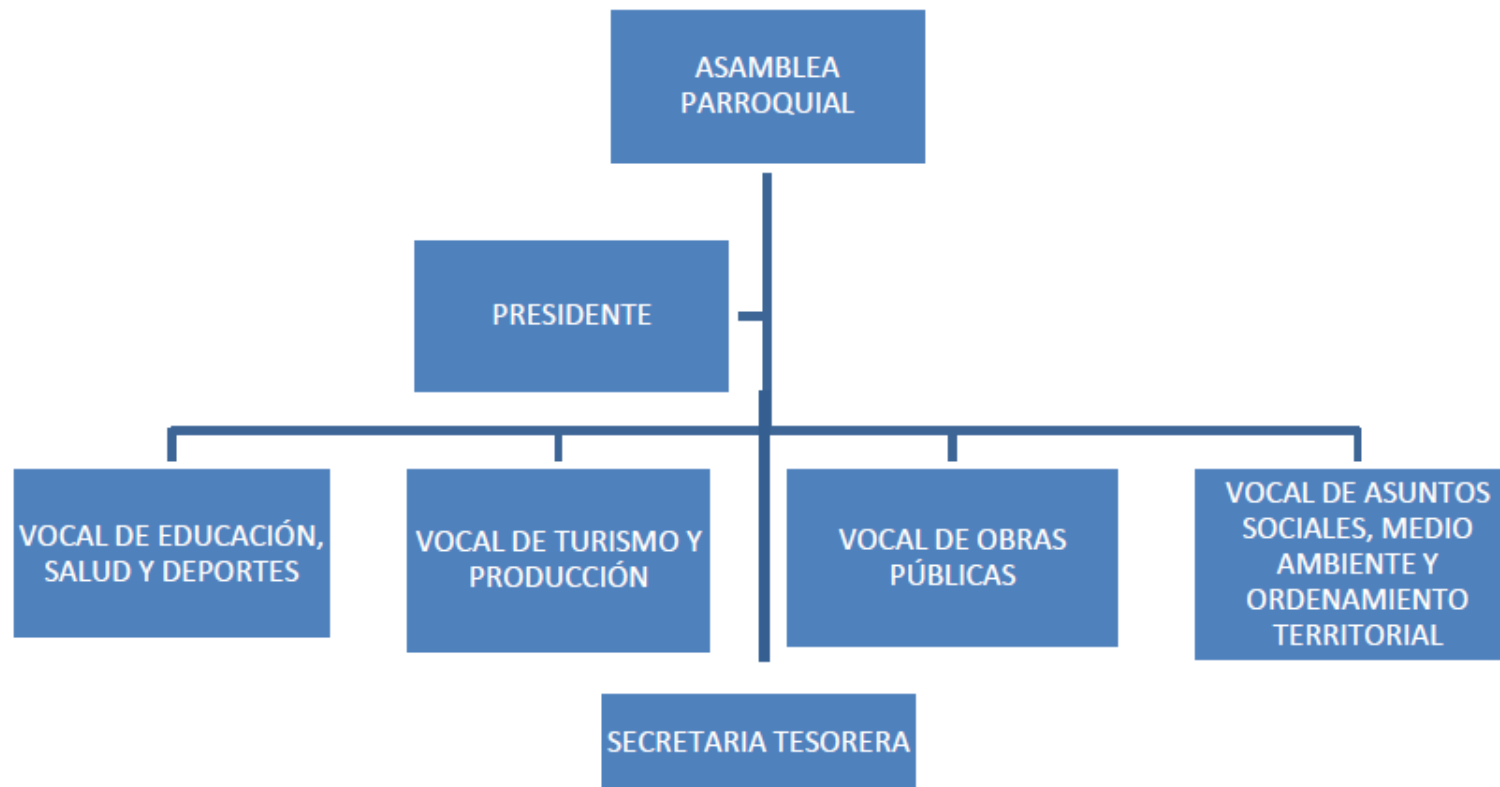 ASAMBLEA
PARROQUIAL
PRESIDENTE
VOCAL DE EDUCACIÓN,
SALUD Y DEPORTES
VOCAL DE TURISMO Y
PRODUCCIÓN
VOCAL DE OBRAS
PÚBLICAS
VOCAL DE ASUNTOS
SOCIALES, MEDIO
AMBIENTE Y
ORDENAMIENTO
TERRITORIAL
SECRETARIA TESORERA